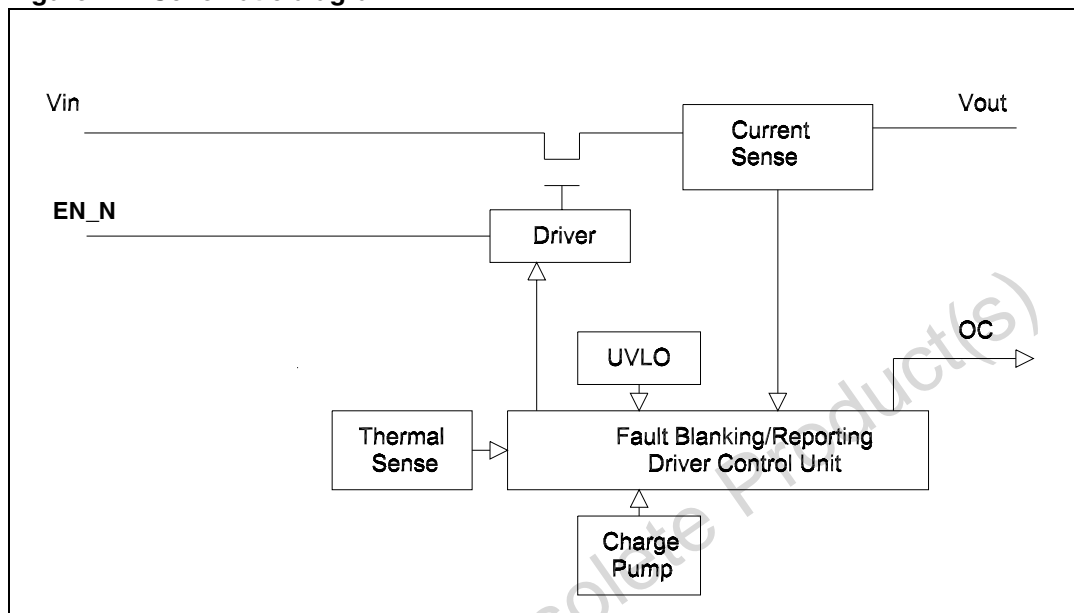 Vin
Vout
Current
Sense
EN_N
Driver
OC
UVLO
Thermal
Sense
Fault Blanking/Reporting
Driver Control Unit
Charge
Pump
solete Product(s)